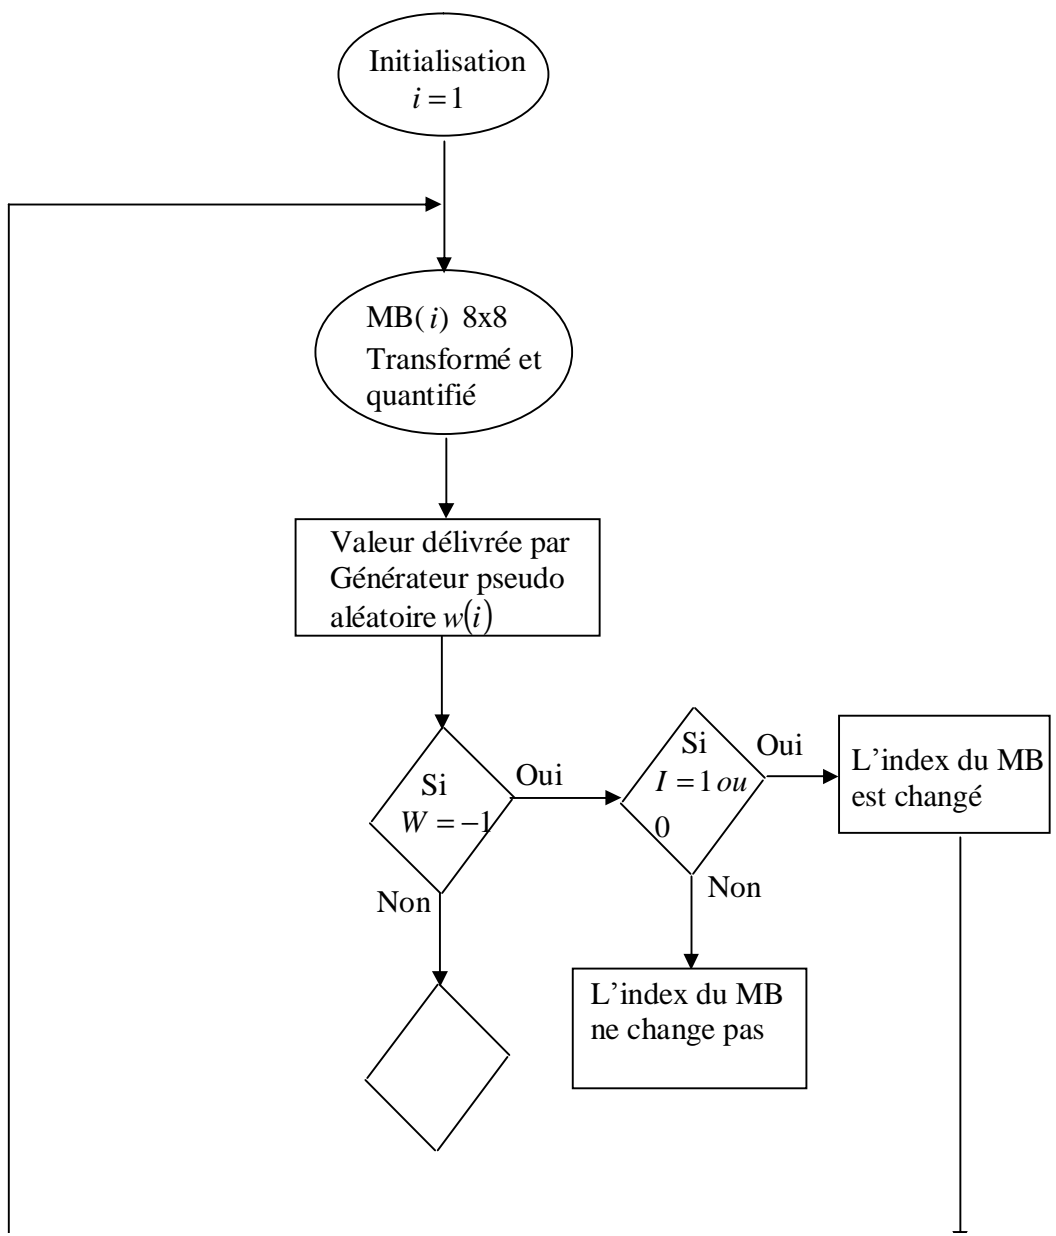 Initialisation
i = 1
MB( i ) 8x8
Transformé et
quantifié
Valeur délivrée par
Générateur pseudo
aléatoire w(i)
Si
W = −1
Oui
Non
Si
I = 1 ou
0
Oui
Non
L’index du MB
est changé
L’index du MB
ne change pas